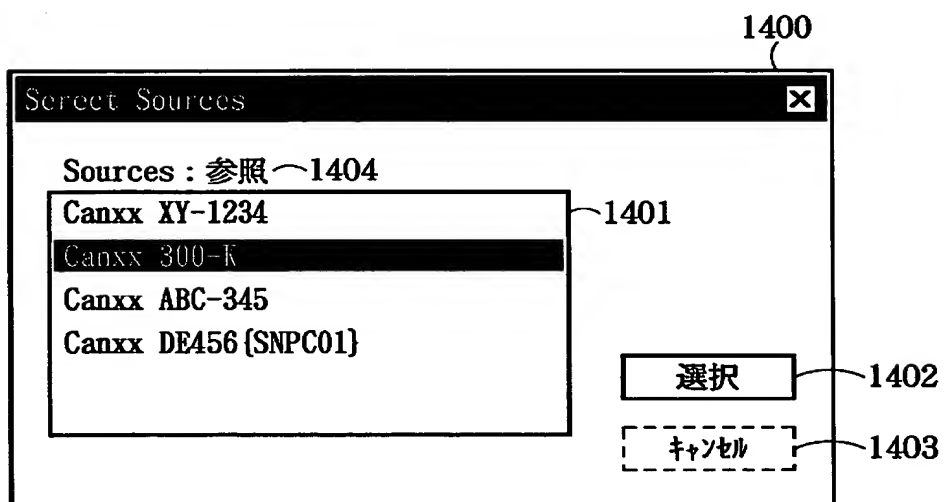 1400
Serect Sources
Sources : 参照 1404
Canxx XY-1234 1401
Canxx 300-K
Canxx ABC-345
Canxx DE456{SNPC01}
選択 1402
キャンセル 1403